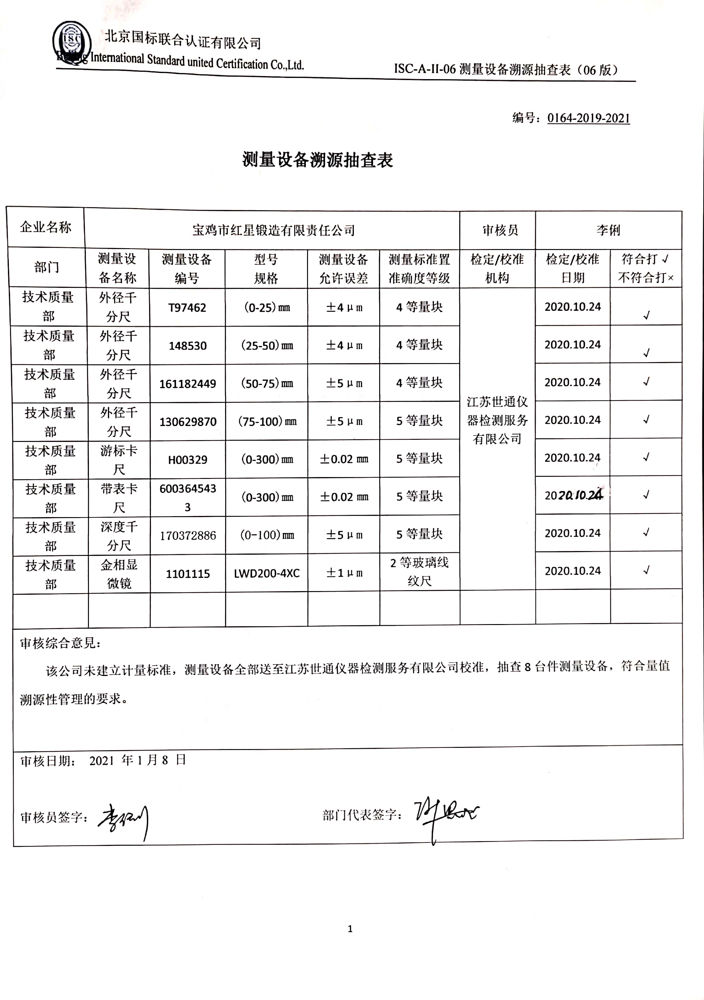 ISC
北京国标联合认证有限公司
Beijing International Standard united Certification Co.,Ltd.
ISC-A-II-06 测量设备溯源抽查表（06 版）
编号：0164-2019-2021
测量设备溯源抽查表
企业名称 宝鸡市红星锻造有限责任公司 审核员 李俐
部门 测量设备名称 测量设备编号 型号规格 测量设备允许误差 测量标准置准确度等级 检定/校准机构 检定/校准日期 符合打√不符合打×
技术质量部 外径千分尺 T97462 (0-25)mm ±4μm 4 等量块 江苏世通仪器检测服务有限公司 2020.10.24 √
技术质量部 外径千分尺 148530 (25-50)mm ±4μm 4 等量块 2020.10.24 √
技术质量部 外径千分尺 161182449 (50-75)mm ±5μm 4 等量块 2020.10.24 √
技术质量部 外径千分尺 130629870 (75-100)mm ±5μm 5 等量块 2020.10.24 √
技术质量部 游标卡尺 H00329 (0-300)mm ±0.02 mm 5 等量块 2020.10.24 √
技术质量部 带表卡尺 6003645433 (0-300)mm ±0.02 mm 5 等量块 2020.10.24 √
技术质量部 深度千分尺 170372886 (0-100)mm ±5μm 5 等量块 2020.10.24 √
技术质量部 金相显微镜 1101115 LWD200-4XC ±1μm 2 等玻璃线纹尺 2020.10.24 √
审核综合意见：
该公司未建立计量标准，测量设备全部送至江苏世通仪器检测服务有限公司校准，抽查 8 台件测量设备，符合量值
溯源性管理的要求。
审核日期： 2021 年 1 月 8 日
审核员签字：李俐 部门代表签字：
1